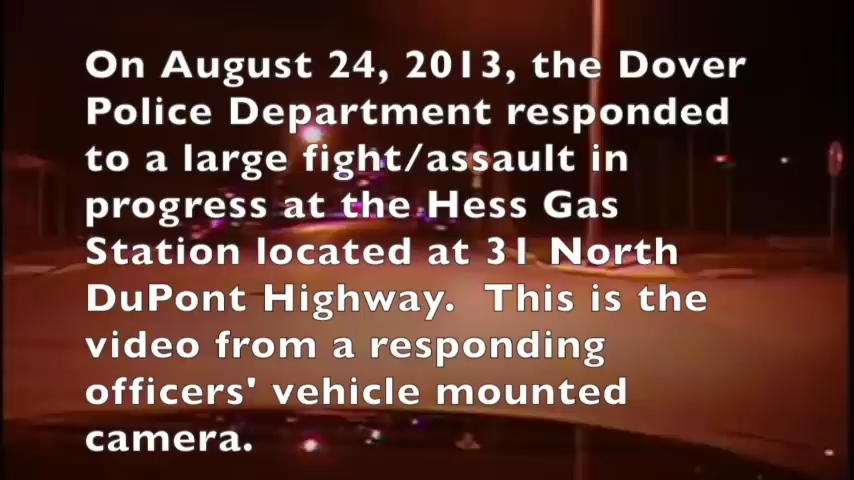 On August 24, 2013, the Dover
Police Department responded
to a large fight/assault in
progress at the Hess Gas
Station located at 31 North
DuPont Highway.  This is the
video from a responding
officers' vehicle mounted
camera.